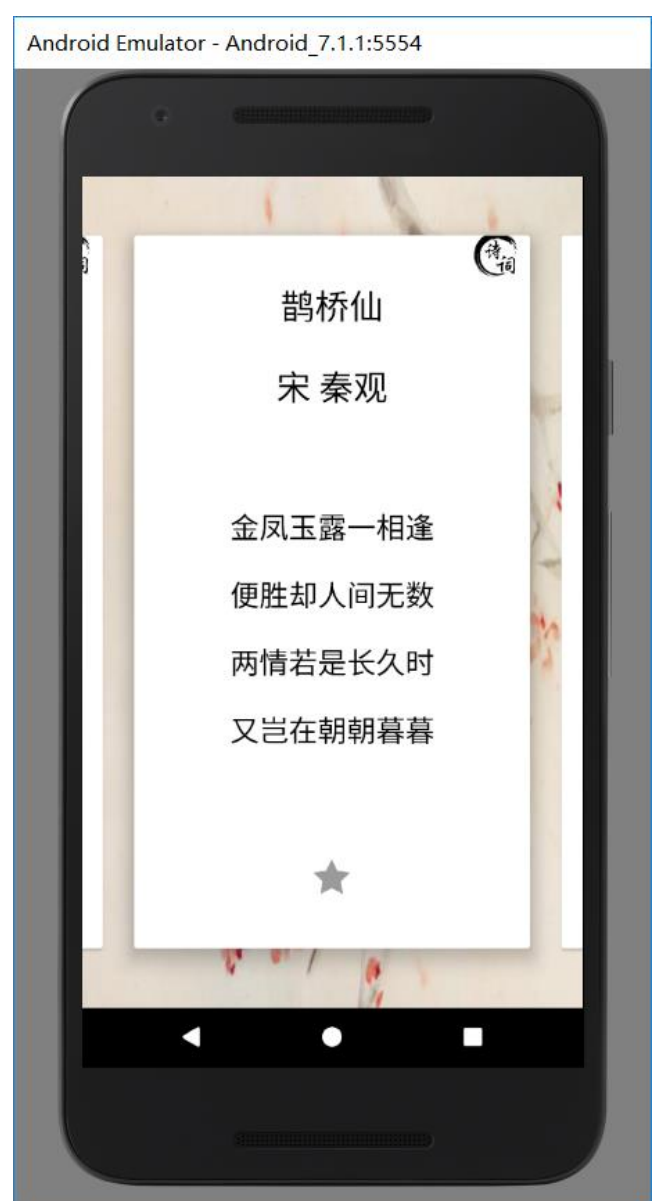 Android Emulator - Android_7.1.1:5554
诗词
鹊桥仙
宋 秦观
金凤玉露一相逢
便胜却人间无数
两情若是长久时
又岂在朝朝暮暮